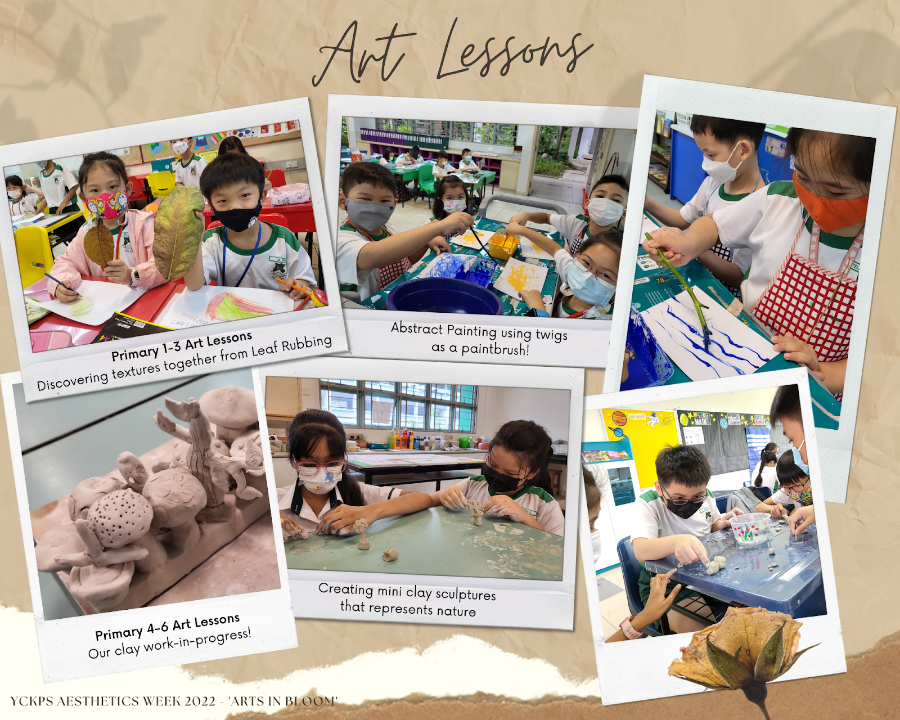 Art Lessons
Primary 1-3 Art Lessons
Discovering textures together from Leaf Rubbing
Abstract Painting using twigs
as a paintbrush!
Primary 4-6 Art Lessons
Our clay work-in-progress!
Creating mini clay sculptures
that represents nature
YCKPS AESTHETICS WEEK 2022 - 'ARTS IN BLOOM'